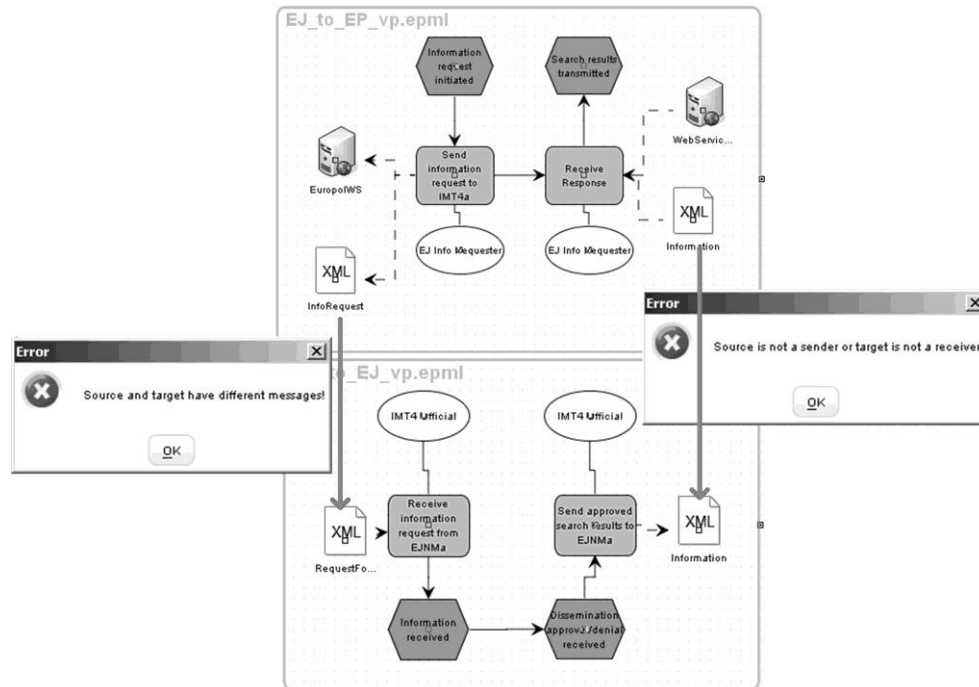 EJ_to_EP_vp.epml
Information
request
initiated
Search results
transmitted
EuropolWS
Send
information
request to
IMT4a
Receive
Response
WebServic...
XML
Information
EJ Info Requester
EJ Info Requester
XML
InfoRequest
Error
Source and target have different messages!
OK
Error
Source is not a sender or target is not a receiver
OK
to_EJ_vp.epml
IMT4 Official
IMT4 Official
XML
RequestFo...
Receive
information
request from
EJNMa
Send approved
search Results to
EJNMa
XML
Information
Information
received
Dissemination
approval/denial
received